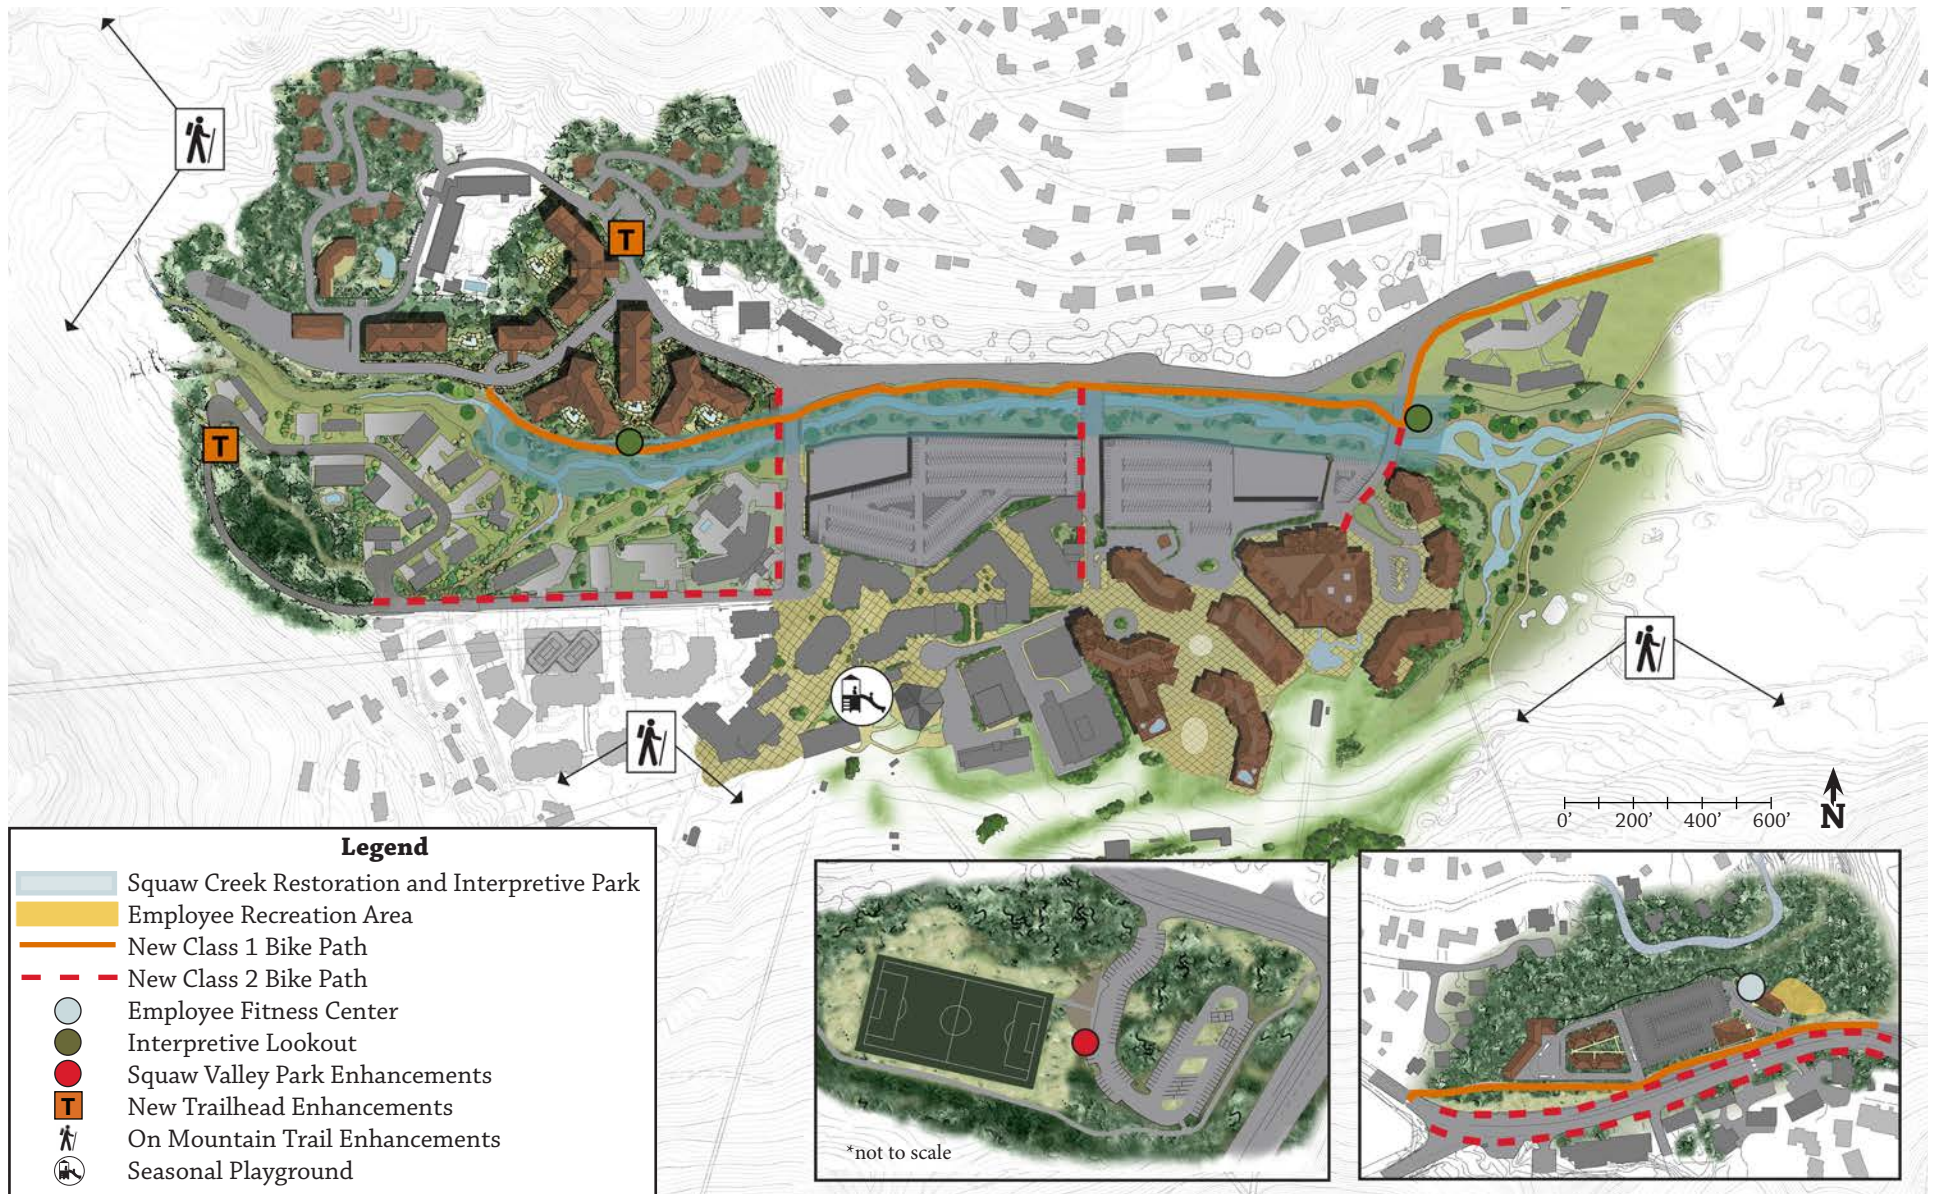 T
T
0'
200'
400'
600'
N
Legend
Squaw Creek Restoration and Interpretive Park
Employee Recreation Area
New Class 1 Bike Path
New Class 2 Bike Path
Employee Fitness Center
Interpretive Lookout
Squaw Valley Park Enhancements
T New Trailhead Enhancements
On Mountain Trail Enhancements
Seasonal Playground
*not to scale